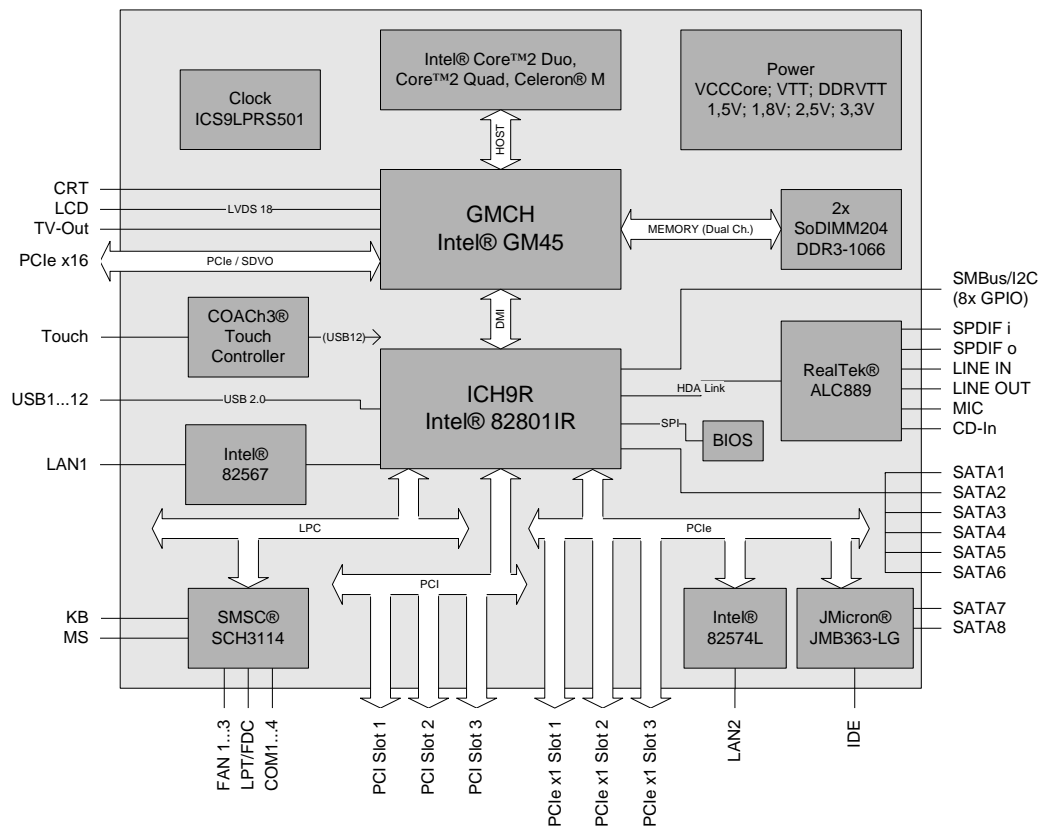 Intel® Core™2 Duo,
Core™2 Quad, Celeron® M
Power
VCCCore; VTT; DDRVTT
1,5V; 1,8V; 2,5V; 3,3V
Clock
ICS9LPRS501
HOST
CRT
LCD
TV-Out
PCIe x16
LVDS 18
PCIe / SDVO
GMCH
Intel® GM45
MEMORY (Dual Ch.)
2x
SoDIMM204
DDR3-1066
DMI
SMBus/I2C
(8x GPIO)
Touch
COACh3®
Touch
Controller
(USB12)
USB1...12
USB 2.0
ICH9R
Intel® 82801IR
HDA Link
RealTek®
ALC889
SPDIF i
SPDIF o
LINE IN
LINE OUT
MIC
CD-In
SPI
BIOS
LAN1
Intel®
82567
SATA1
SATA2
SATA3
SATA4
SATA5
SATA6
LPC
PCIe
PCI
KB
MS
SMSC®
SCH3114
Intel®
82574L
JMicron®
JMB363-LG
SATA7
SATA8
FAN 1...3
LPT/FDC
COM1...4
PCI Slot 1
PCI Slot 2
PCI Slot 3
PCIe x1 Slot 1
PCIe x1 Slot 2
PCIe x1 Slot 3
LAN2
IDE